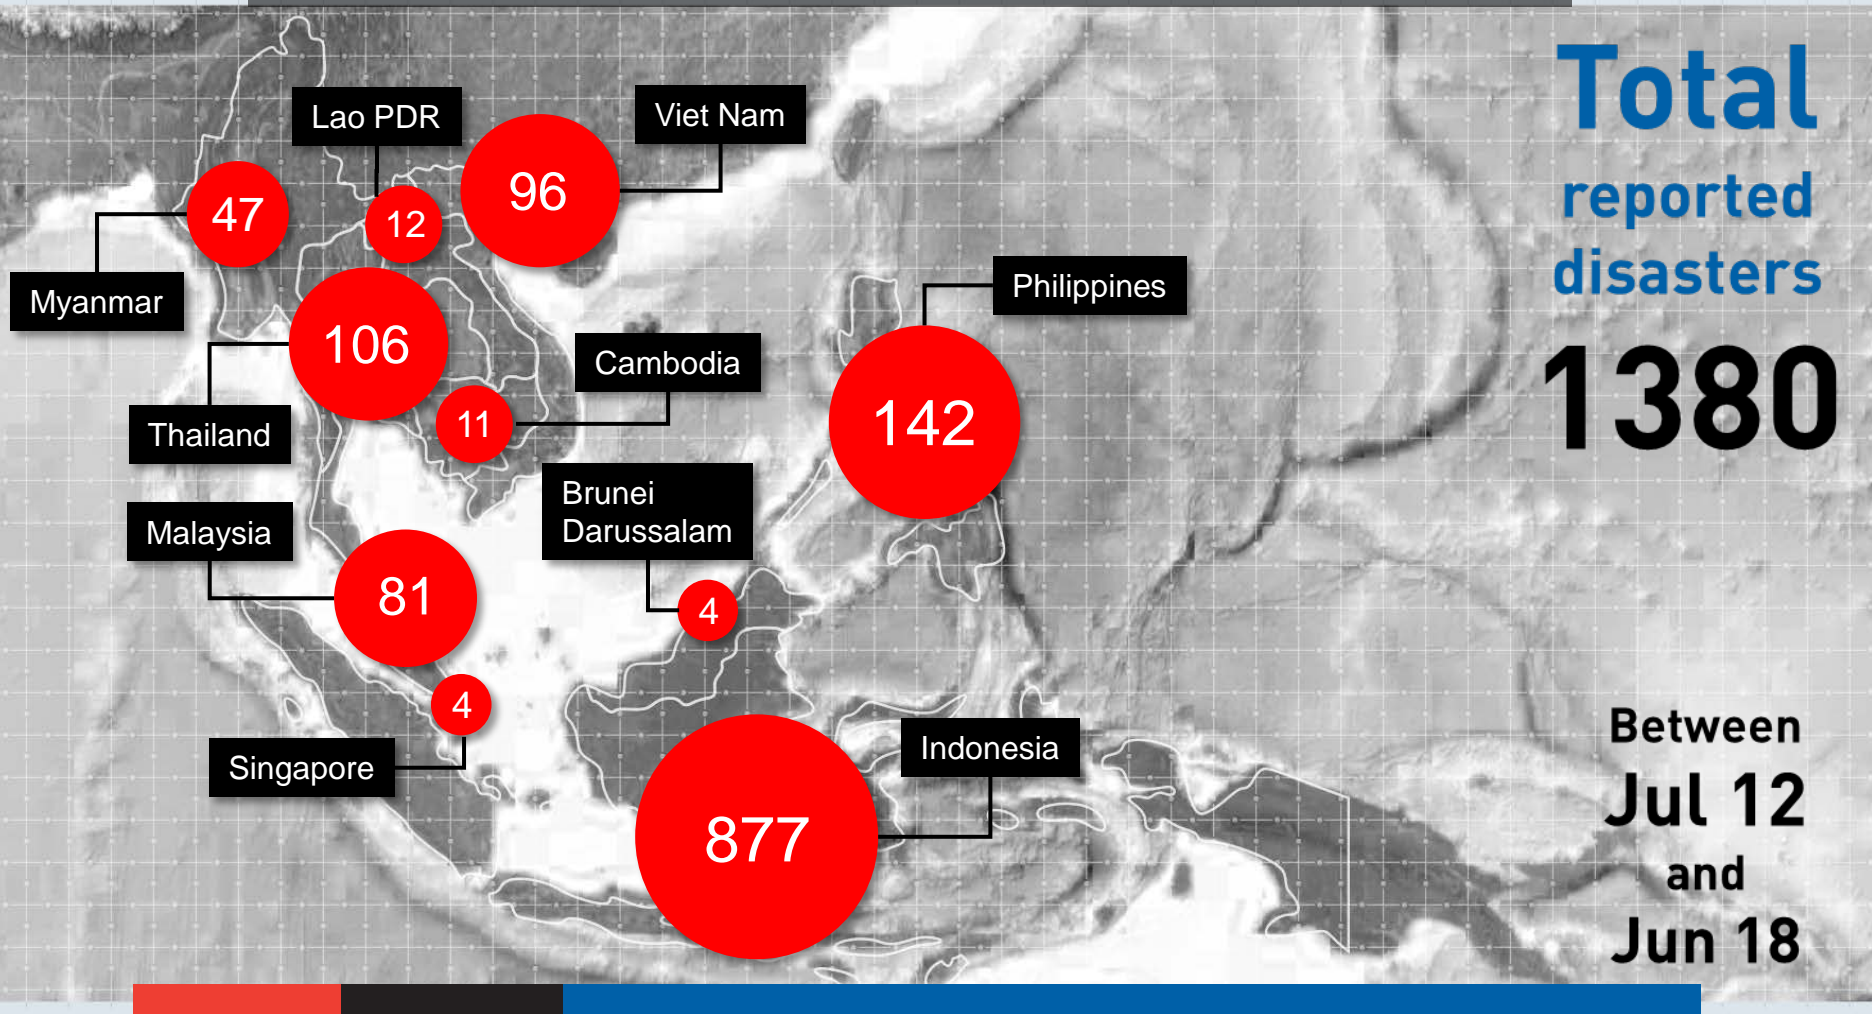 Total
reported
disasters
1380
Lao PDR
Viet Nam
96
47
12
Myanmar
Philippines
106
Cambodia
142
11
Thailand
Brunei
Darussalam
Malaysia
81
4
4
Singapore
Indonesia
877
Between
Jul 12
and
Jun 18